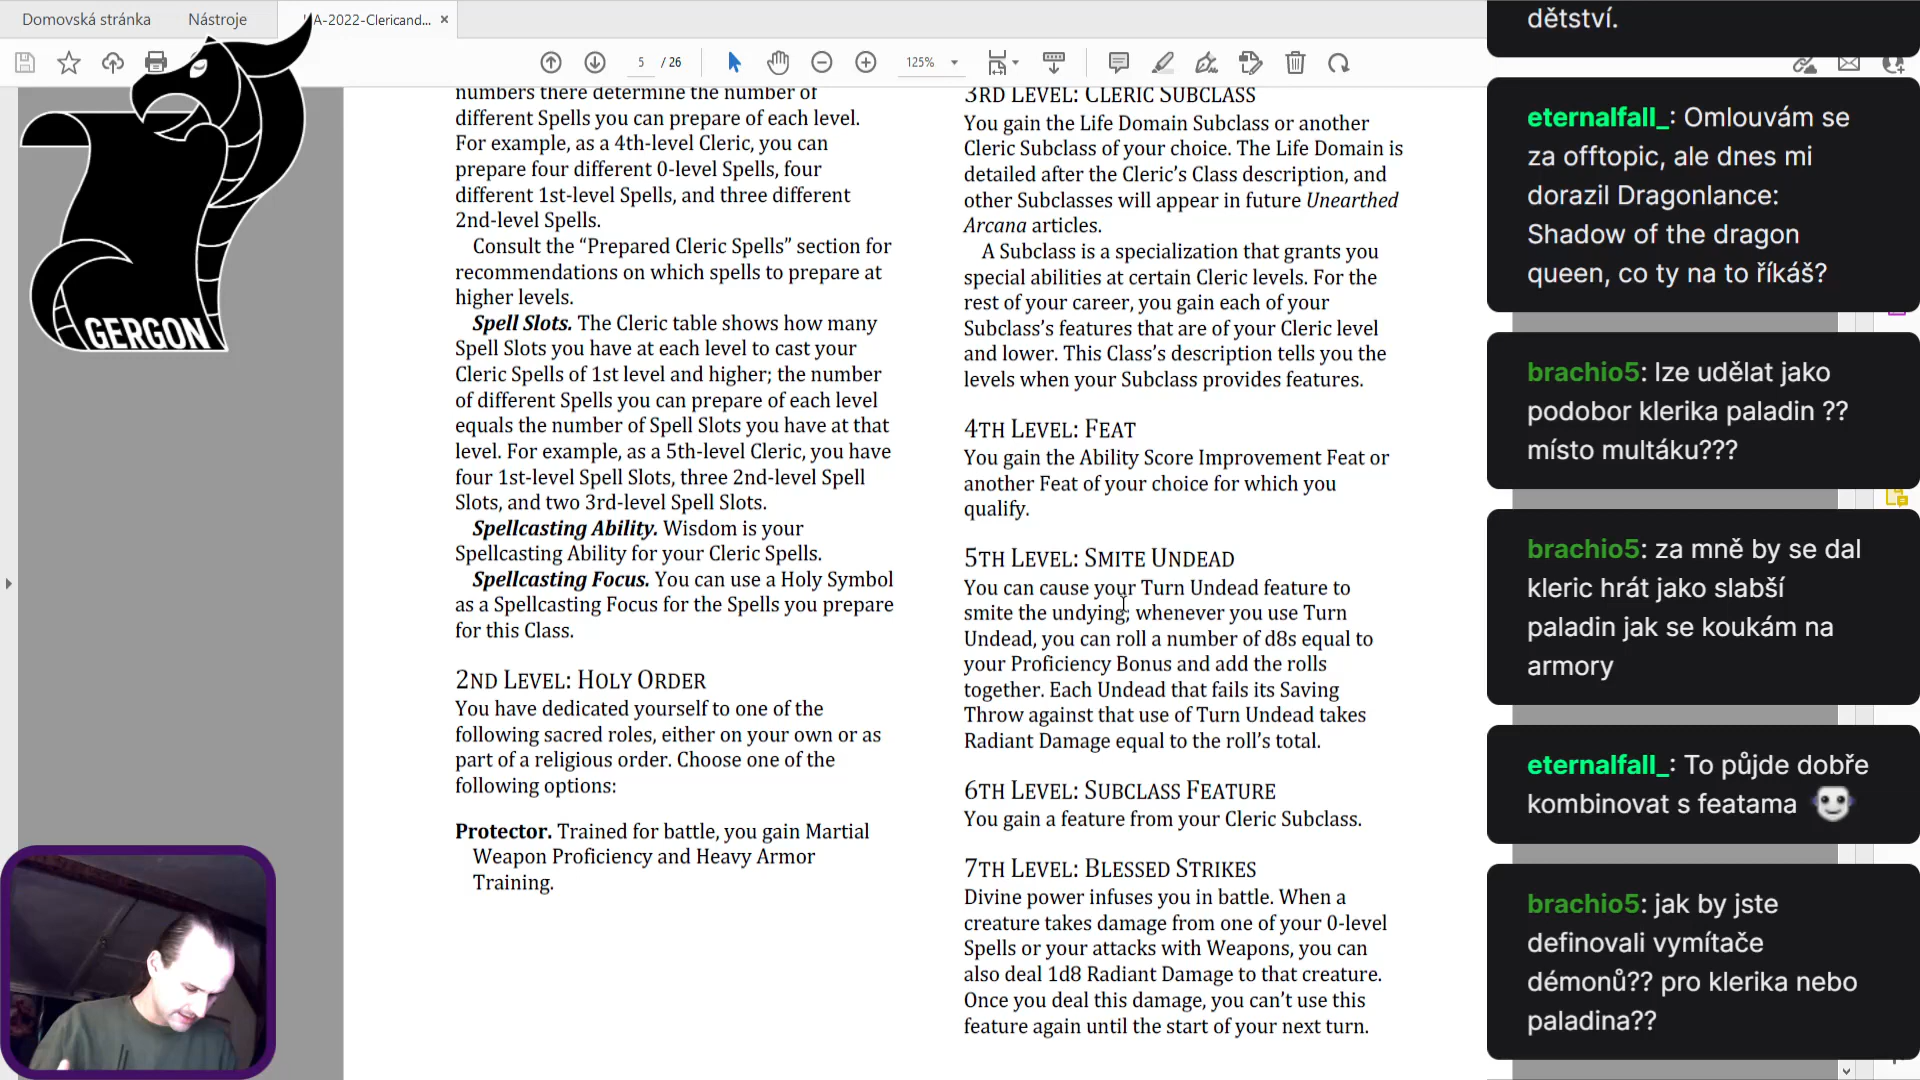 Domovská stránka
Nástroje
A-2022-Clericand...
5 / 26
125%
GERGON
numbers there determine the number of
different Spells you can prepare of each level.
For example, as a 4th-level Cleric, you can
prepare four different 0-level Spells, four
different 1st-level Spells, and three different
2nd-level Spells.
Consult the “Prepared Cleric Spells” section for
recommendations on which spells to prepare at
higher levels.
Spell Slots. The Cleric table shows how many
Spell Slots you have at each level to cast your
Cleric Spells of 1st level and higher; the number
of different Spells you can prepare of each level
equals the number of Spell Slots you have at that
level. For example, as a 5th-level Cleric, you have
four 1st-level Spell Slots, three 2nd-level Spell
Slots, and two 3rd-level Spell Slots.
Spellcasting Ability. Wisdom is your
Spellcasting Ability for your Cleric Spells.
Spellcasting Focus. You can use a Holy Symbol
as a Spellcasting Focus for the Spells you prepare
for this Class.
2ND LEVEL: HOLY ORDER
You have dedicated yourself to one of the
following sacred roles, either on your own or as
part of a religious order. Choose one of the
following options:
Protector. Trained for battle, you gain Martial
Weapon Proficiency and Heavy Armor
Training.
3RD LEVEL: CLERIC SUBCLASS
You gain the Life Domain Subclass or another
Cleric Subclass of your choice. The Life Domain is
detailed after the Cleric’s Class description, and
other Subclasses will appear in future Unearthed
Arcana articles.
A Subclass is a specialization that grants you
special abilities at certain Cleric levels. For the
rest of your career, you gain each of your
Subclass’s features that are of your Cleric level
and lower. This Class’s description tells you the
levels when your Subclass provides features.
4TH LEVEL: FEAT
You gain the Ability Score Improvement Feat or
another Feat of your choice for which you
qualify.
5TH LEVEL: SMITE UNDEAD
You can cause your Turn Undead feature to
smite the undying; whenever you use Turn
Undead, you can roll a number of d8s equal to
your Proficiency Bonus and add the rolls
together. Each Undead that fails its Saving
Throw against that use of Turn Undead takes
Radiant Damage equal to the roll’s total.
6TH LEVEL: SUBCLASS FEATURE
You gain a feature from your Cleric Subclass.
7TH LEVEL: BLESSED STRIKES
Divine power infuses you in battle. When a
creature takes damage from one of your 0-level
Spells or your attacks with Weapons, you can
also deal 1d8 Radiant Damage to that creature.
Once you deal this damage, you can’t use this
feature again until the start of your next turn.
dětství.
eternalfall_: Omlouvám se
za offtopic, ale dnes mi
dorazil Dragonlance:
Shadow of the dragon
queen, co ty na to říkáš?
brachio5: lze udělat jako
podobor klerika paladin ??
místo multáku???
brachio5: za mně by se dal
kleric hrát jako slabší
paladin jak se koukám na
armory
eternalfall_: To půjde dobře
kombinovat s featama
brachio5: jak by jste
definovali vymítače
démonů?? pro klerika nebo
paladina??